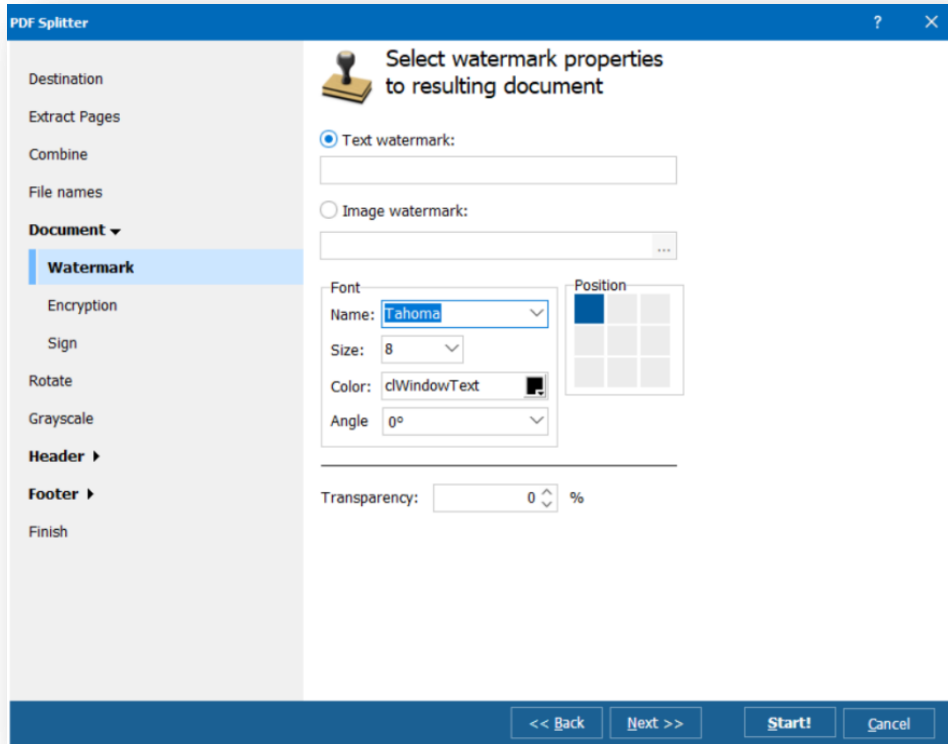 PDF Splitter
?
Destination
Extract Pages
Combine
File names
Document
Watermark
Encryption
Sign
Rotate
Grayscale
Header
Footer
Finish
Select watermark properties
to resulting document
Text watermark:
Image watermark:
...
Font
Name: Tahoma
Size: 8
Color: clWindowText
Angle 0º
Position
Transparency: 0 %
<< Back
Next >>
Start!
Cancel